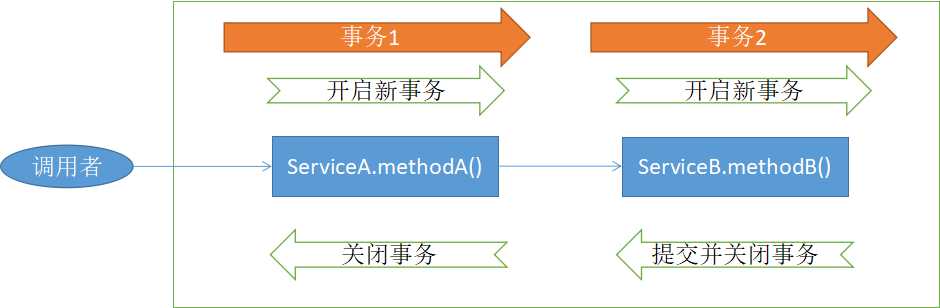 事务1
事务2
开启新事务
开启新事务
调用者
ServiceA.methodA()
ServiceB.methodB()
关闭事务
提交并关闭事务